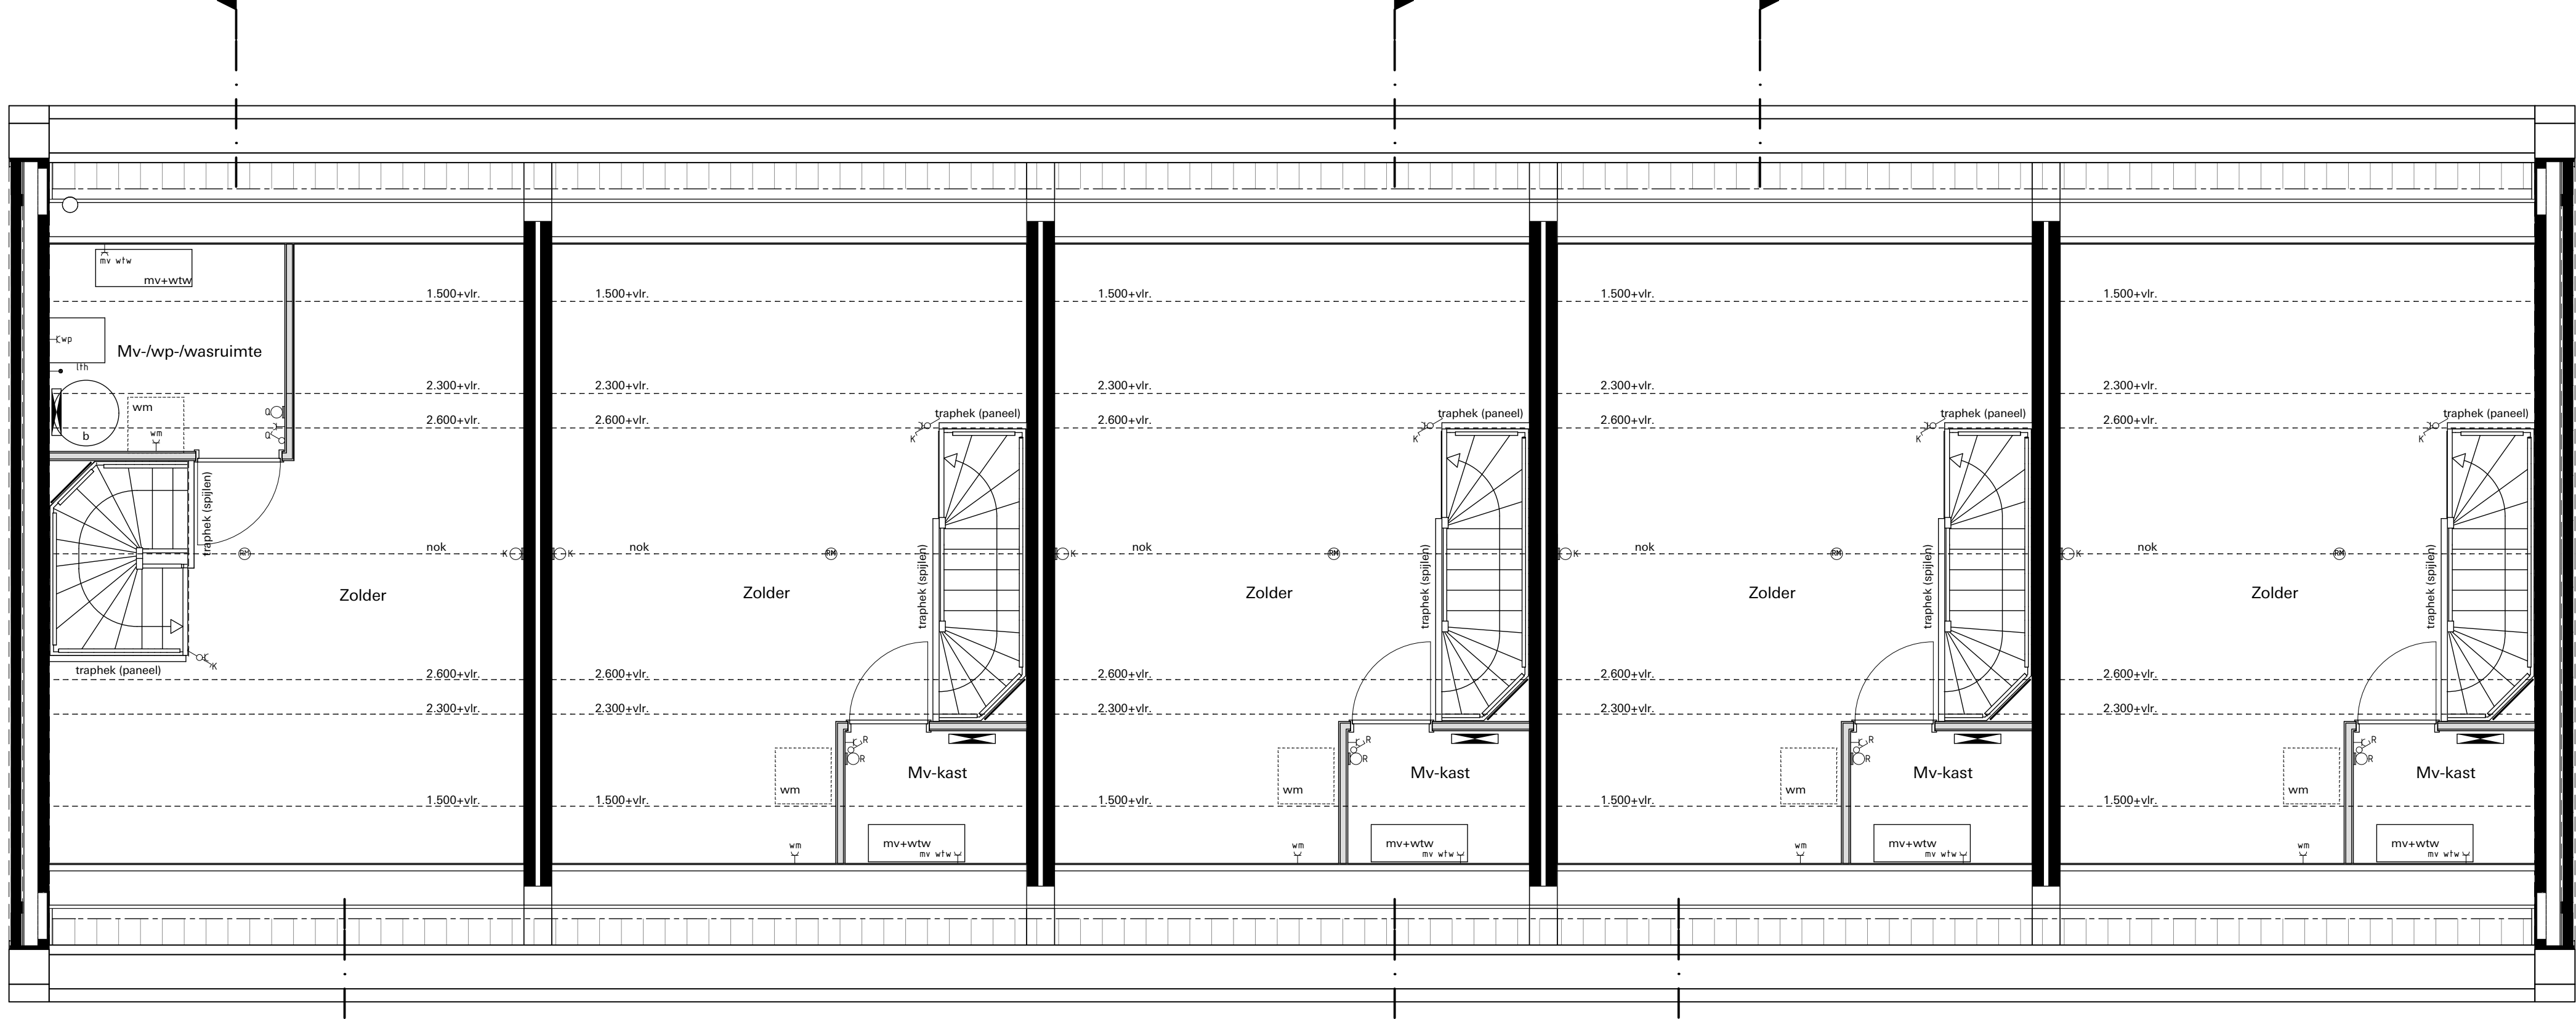 mv wtw
mv+wtw
1.500+vlr.
1.500+vlr.
1.500+vlr.
1.500+vlr.
1.500+vlr.
wp
Mv-/wp-/wasruimte
lth
2.300+vlr.
2.300+vlr.
2.300+vlr.
2.300+vlr.
2.300+vlr.
wm
Q
traphek (paneel)
traphek (paneel)
traphek (paneel)
traphek (paneel)
2.600+vlr.
2.600+vlr.
2.600+vlr.
2.600+vlr.
2.600+vlr.
b
wm
Q
K
K
K
K
traphek (spijlen)
nok
nok
nok
nok
nok
RM
K
K
RM
K
RM
K
RM
K
RM
traphek (spijlen)
traphek (spijlen)
traphek (spijlen)
traphek (spijlen)
Zolder
Zolder
Zolder
Zolder
Zolder
K
traphek (paneel)
2.600+vlr.
2.600+vlr.
2.600+vlr.
2.600+vlr.
2.600+vlr.
2.300+vlr.
2.300+vlr.
2.300+vlr.
2.300+vlr.
2.300+vlr.
R
R
R
R
R
R
R
R
Mv-kast
Mv-kast
Mv-kast
Mv-kast
wm
wm
wm
wm
1.500+vlr.
1.500+vlr.
1.500+vlr.
1.500+vlr.
1.500+vlr.
wm
mv+wtw
mv wtw
wm
mv+wtw
mv wtw
wm
mv+wtw
mv wtw
wm
mv+wtw
mv wtw